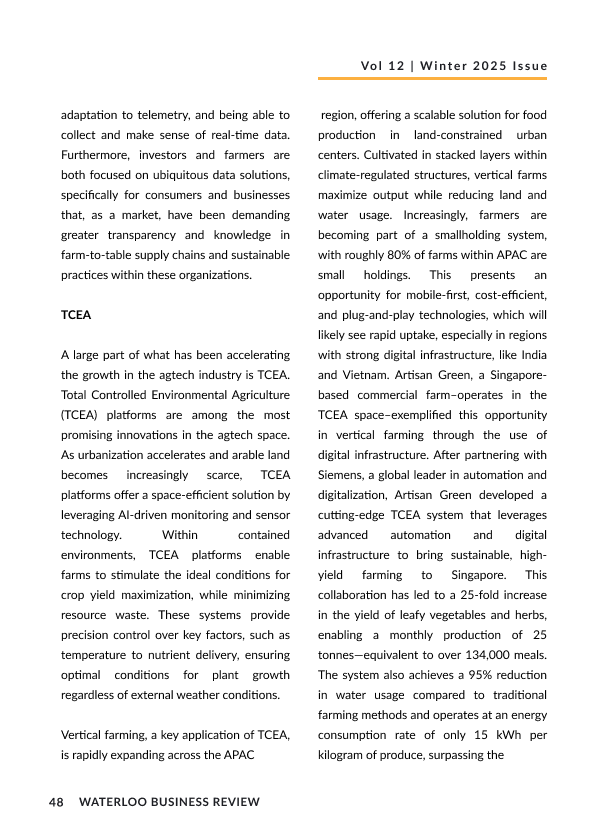 Vol 12 | Winter 2025 Issue
adaptation to telemetry, and being able to
collect and make sense of real-time data.
Furthermore, investors and farmers are
both focused on ubiquitous data solutions,
specifically for consumers and businesses
that, as a market, have been demanding
greater transparency and knowledge in
farm-to-table supply chains and sustainable
practices within these organizations.
TCEA
A large part of what has been accelerating
the growth in the agtech industry is TCEA.
Total Controlled Environmental Agriculture
(TCEA) platforms are among the most
promising innovations in the agtech space.
As urbanization accelerates and arable land
becomes increasingly scarce, TCEA
platforms offer a space-efficient solution by
leveraging AI-driven monitoring and sensor
technology. Within contained
environments, TCEA platforms enable
farms to stimulate the ideal conditions for
crop yield maximization, while minimizing
resource waste. These systems provide
precision control over key factors, such as
temperature to nutrient delivery, ensuring
optimal conditions for plant growth
regardless of external weather conditions.
Vertical farming, a key application of TCEA,
is rapidly expanding across the APAC
region, offering a scalable solution for food
production in land-constrained urban
centers. Cultivated in stacked layers within
climate-regulated structures, vertical farms
maximize output while reducing land and
water usage. Increasingly, farmers are
becoming part of a smallholding system,
with roughly 80% of farms within APAC are
small holdings. This presents an
opportunity for mobile-first, cost-efficient,
and plug-and-play technologies, which will
likely see rapid uptake, especially in regions
with strong digital infrastructure, like India
and Vietnam. Artisan Green, a Singapore-
based commercial farm–operates in the
TCEA space–exemplified this opportunity
in vertical farming through the use of
digital infrastructure. After partnering with
Siemens, a global leader in automation and
digitalization, Artisan Green developed a
cutting-edge TCEA system that leverages
advanced automation and digital
infrastructure to bring sustainable, high-
yield farming to Singapore. This
collaboration has led to a 25-fold increase
in the yield of leafy vegetables and herbs,
enabling a monthly production of 25
tonnes—equivalent to over 134,000 meals.
The system also achieves a 95% reduction
in water usage compared to traditional
farming methods and operates at an energy
consumption rate of only 15 kWh per
kilogram of produce, surpassing the
48 WATERLOO BUSINESS REVIEW